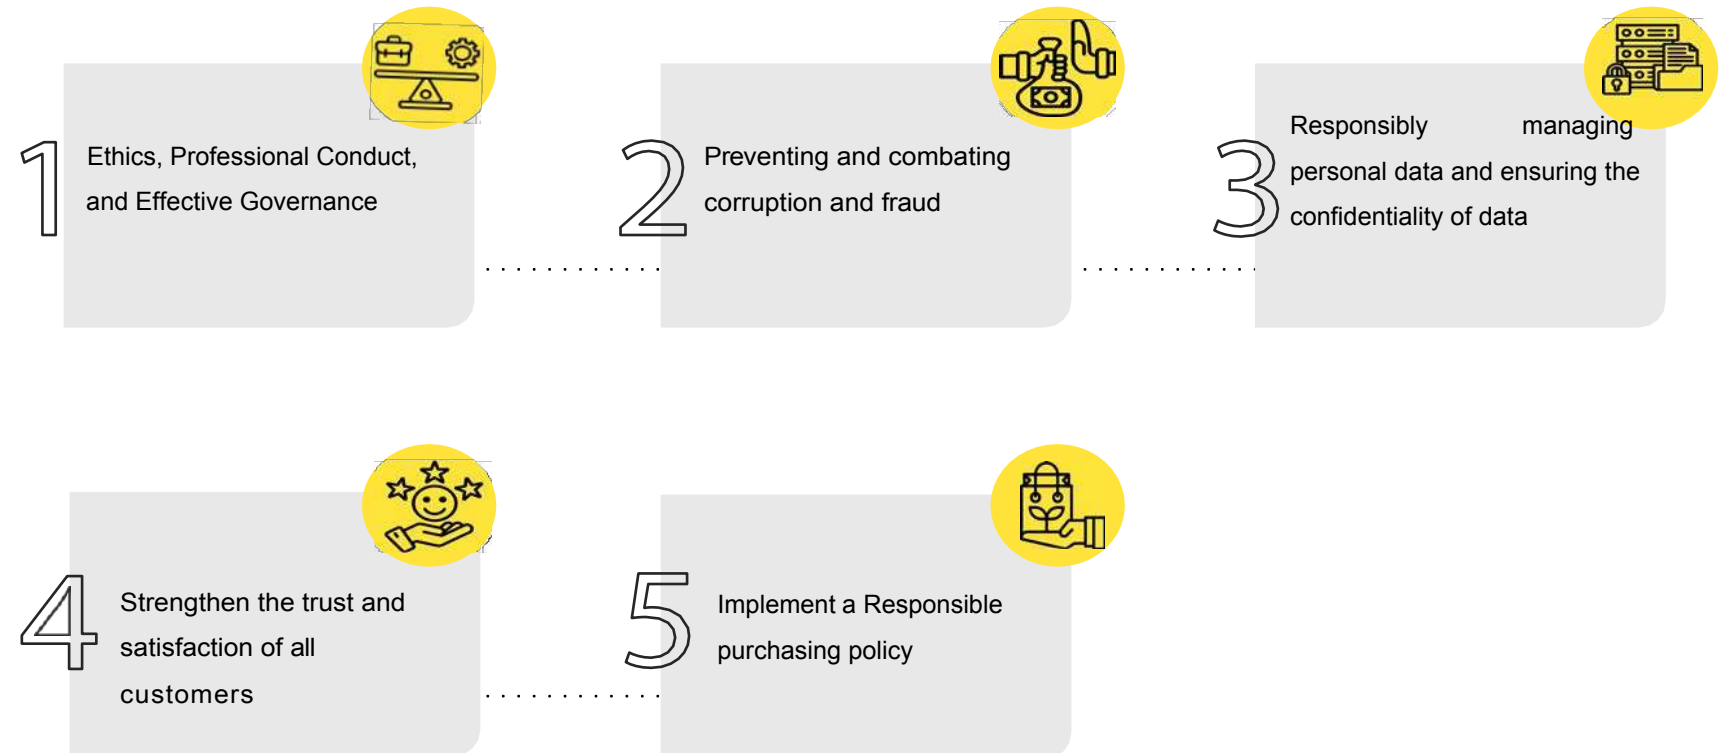 1
Ethics, Professional Conduct,
and Effective Governance
2
Preventing and combating
corruption and fraud
3
Responsibly managing
personal data and ensuring the
confidentiality of data
4
Strengthen the trust and
satisfaction of all
customers
5
Implement a Responsible
purchasing policy